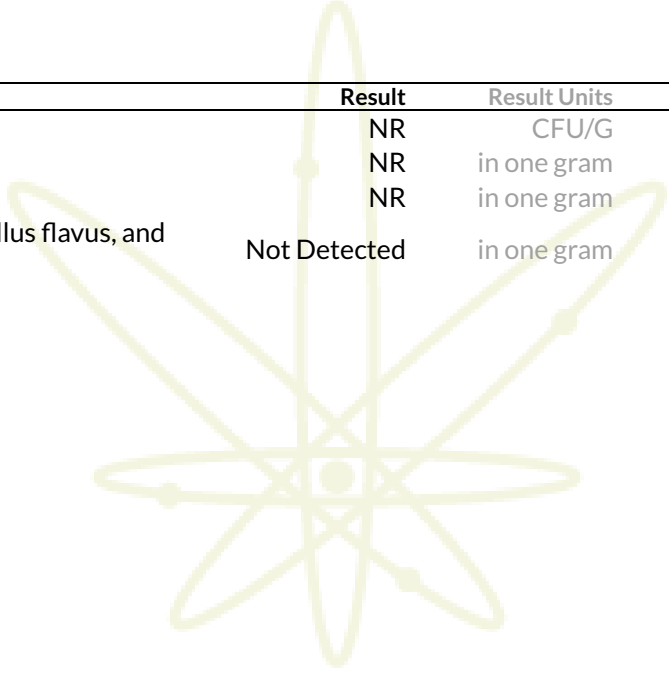 Result Result Units
NR CFU/G
NR in one gram
NR in one gram
llus flavus, and
Not Detected in one gram